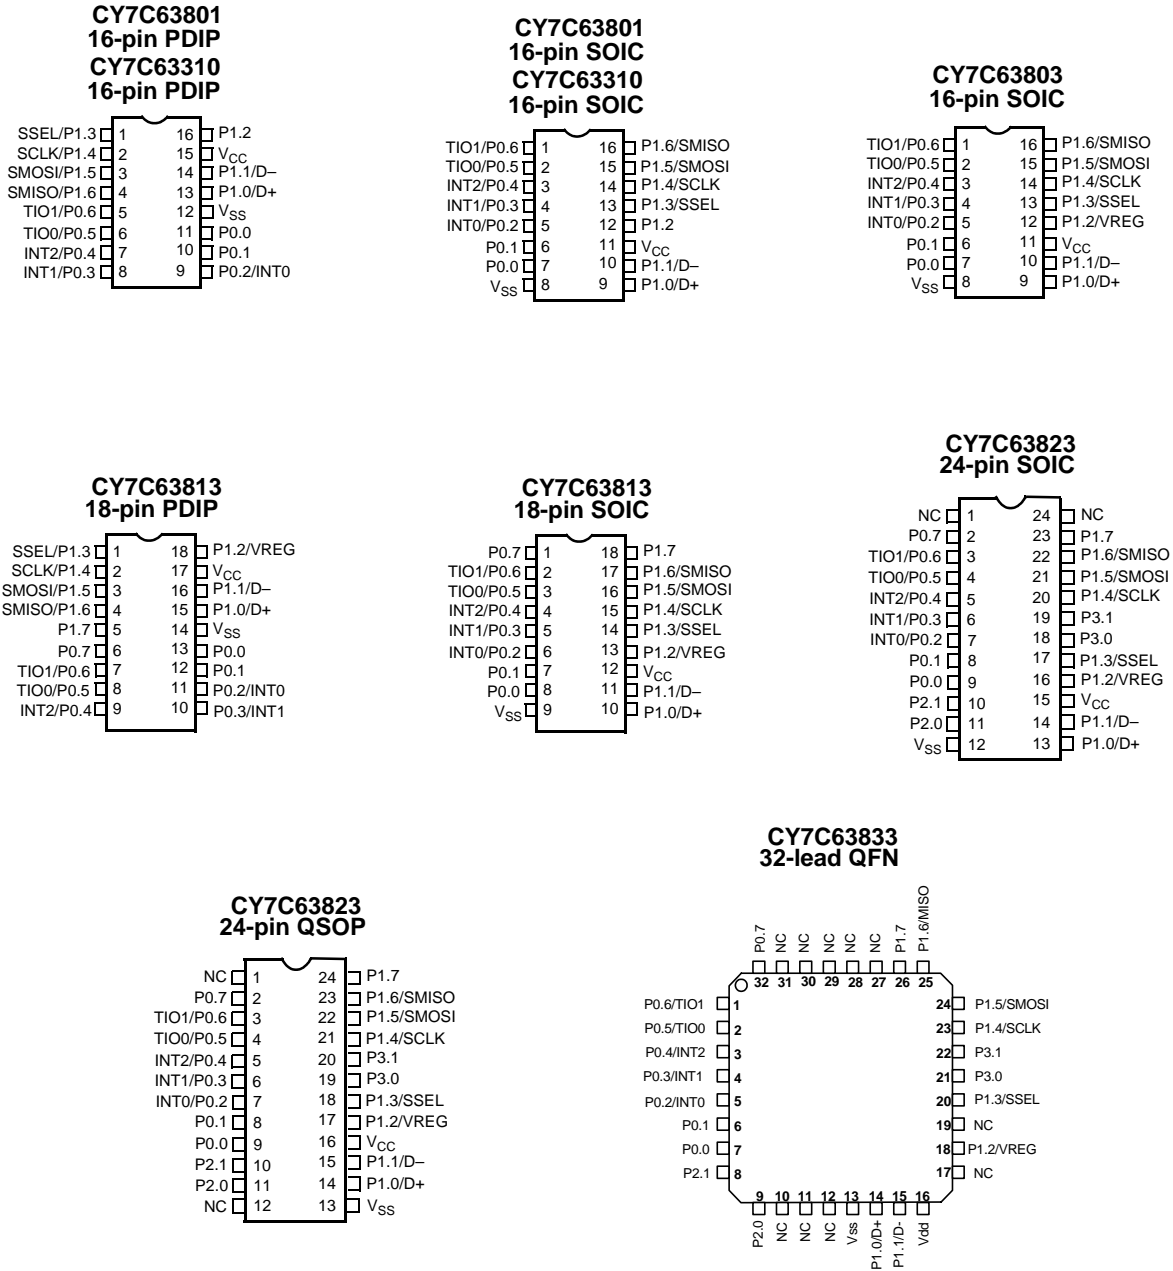 CY7C63801
16-pin PDIP
CY7C63310
16-pin PDIP
SSEL/P1.3 1 16 P1.2
SCLK/P1.4 2 15 VCC
SMOSI/P1.5 3 14 P1.1/D–
SMISO/P1.6 4 13 P1.0/D+
TIO1/P0.6 5 12 VSS
TIO0/P0.5 6 11 P0.0
INT2/P0.4 7 10 P0.1
INT1/P0.3 8 9 P0.2/INT0
CY7C63801
16-pin SOIC
CY7C63310
16-pin SOIC
TIO1/P0.6 1 16 P1.6/SMISO
TIO0/P0.5 2 15 P1.5/SMOSI
INT2/P0.4 3 14 P1.4/SCLK
INT1/P0.3 4 13 P1.3/SSEL
INT0/P0.2 5 12 P1.2
P0.1 6 11 VCC
P0.0 7 10 P1.1/D–
VSS 8 9 P1.0/D+
CY7C63803
16-pin SOIC
TIO1/P0.6 1 16 P1.6/SMISO
TIO0/P0.5 2 15 P1.5/SMOSI
INT2/P0.4 3 14 P1.4/SCLK
INT1/P0.3 4 13 P1.3/SSEL
INT0/P0.2 5 12 P1.2/VREG
P0.1 6 11 VCC
P0.0 7 10 P1.1/D–
VSS 8 9 P1.0/D+
CY7C63813
18-pin PDIP
SSEL/P1.3 1 18 P1.2/VREG
SCLK/P1.4 2 17 VCC
SMOSI/P1.5 3 16 P1.1/D–
SMISO/P1.6 4 15 P1.0/D+
P1.7 5 14 VSS
P0.7 6 13 P0.0
TIO1/P0.6 7 12 P0.1
TIO0/P0.5 8 11 P0.2/INT0
INT2/P0.4 9 10 P0.3/INT1
CY7C63813
18-pin SOIC
P0.7 1 18 P1.7
TIO1/P0.6 2 17 P1.6/SMISO
TIO0/P0.5 3 16 P1.5/SMOSI
INT2/P0.4 4 15 P1.4/SCLK
INT1/P0.3 5 14 P1.3/SSEL
INT0/P0.2 6 13 P1.2/VREG
P0.1 7 12 VCC
P0.0 8 11 P1.1/D–
VSS 9 10 P1.0/D+
CY7C63823
24-pin SOIC
NC 1 24 NC
P0.7 2 23 P1.7
TIO1/P0.6 3 22 P1.6/SMISO
TIO0/P0.5 4 21 P1.5/SMOSI
INT2/P0.4 5 20 P1.4/SCLK
INT1/P0.3 6 19 P3.1
INT0/P0.2 7 18 P3.0
P0.1 8 17 P1.3/SSEL
P0.0 9 16 P1.2/VREG
P2.1 10 15 VCC
P2.0 11 14 P1.1/D–
VSS 12 13 P1.0/D+
CY7C63823
24-pin QSOP
NC 1 24 P1.7
P0.7 2 23 P1.6/SMISO
TIO1/P0.6 3 22 P1.5/SMOSI
TIO0/P0.5 4 21 P1.4/SCLK
INT2/P0.4 5 20 P3.1
INT1/P0.3 6 19 P3.0
INT0/P0.2 7 18 P1.3/SSEL
P0.1 8 17 P1.2/VREG
P0.0 9 16 VCC
P2.1 10 15 P1.1/D–
P2.0 11 14 P1.0/D+
NC 12 13 VSS
CY7C63833
32-lead QFN
P0.7 NC NC NC NC NC P1.7 P1.6/MISO
32 31 30 29 28 27 26 25
P0.6/TIO1 1 24 P1.5/SMOSI
P0.5/TIO0 2 23 P1.4/SCLK
P0.4/INT2 3 22 P3.1
P0.3/INT1 4 21 P3.0
P0.2/INT0 5 20 P1.3/SSEL
P0.1 6 19 NC
P0.0 7 18 P1.2/VREG
P2.1 8 17 NC
9 10 11 12 13 14 15 16
P2.0 NC NC NC Vss P1.0/D+ P1.1/D- Vdd